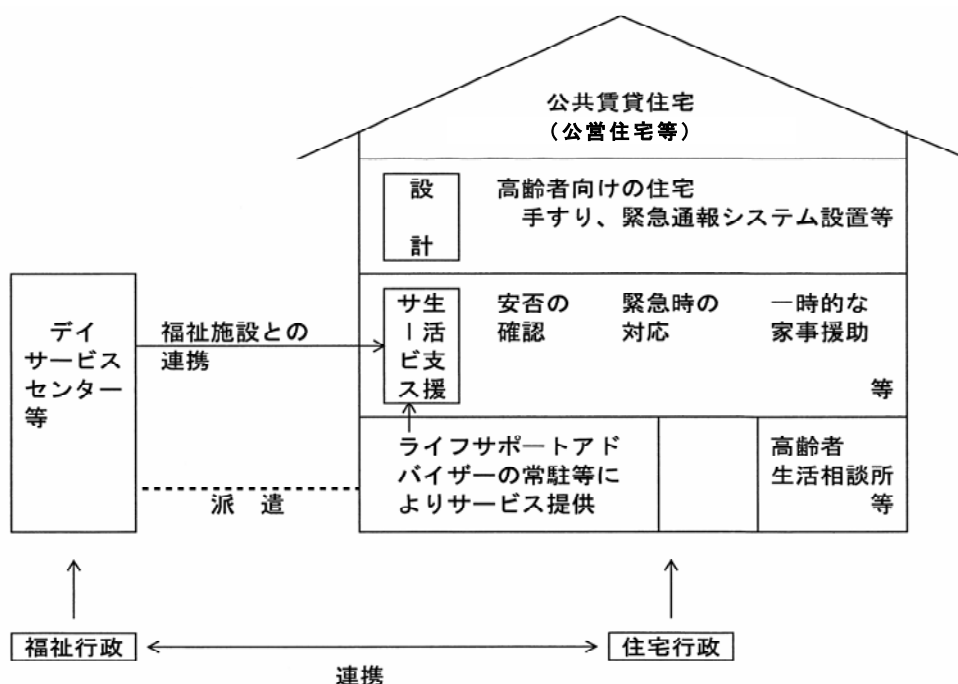 公共賃貸住宅
（公営住宅等）
設計
高齢者向けの住宅
手すり、緊急通報システム設置等
生活支援
サービス
安否の
確認
緊急時の
対応
一時的な
家事援助
等
デイ
サービス
センター
等
福祉施設との
連携
ライフサポートアド
バイザーの常駐等に
よりサービス提供
高齢者
生活相談所
等
派遣
福祉行政
住宅行政
連携